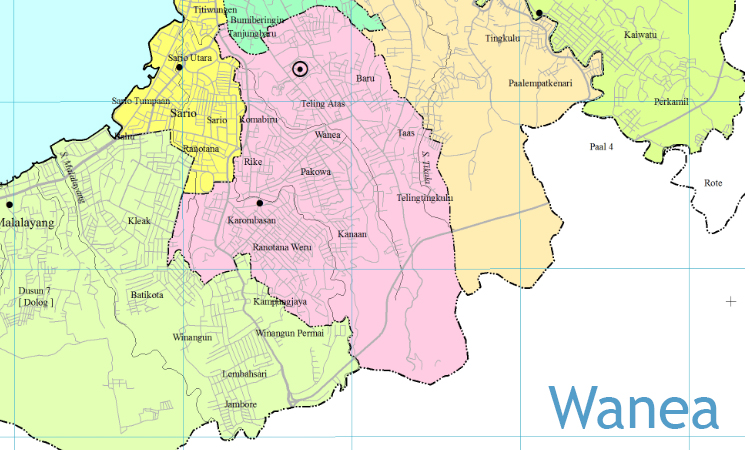 Titiwungen
Bumiberingin
Tanjungbatu
Tingkulu
Kaiwatu
Sario Utara
Baru
Paalempatkenari
Sario Tumpaan
Teling Atas
Perkamil
Sario
Sario
Komabiru
Bahu
Wanea
Taas
Ranotana
Paal 4
Rike
S. Malalayang
S. Tikala
Pakowa
Rote
Telingtingkulu
Malalayang
Kleak
Karombasan
Kanaan
Ranotana Weru
Dusun 7
[ Dolog ]
Batikota
Kampungjaya
Winangun
Winangun Permai
Lembahsari
Jambore
Wanea